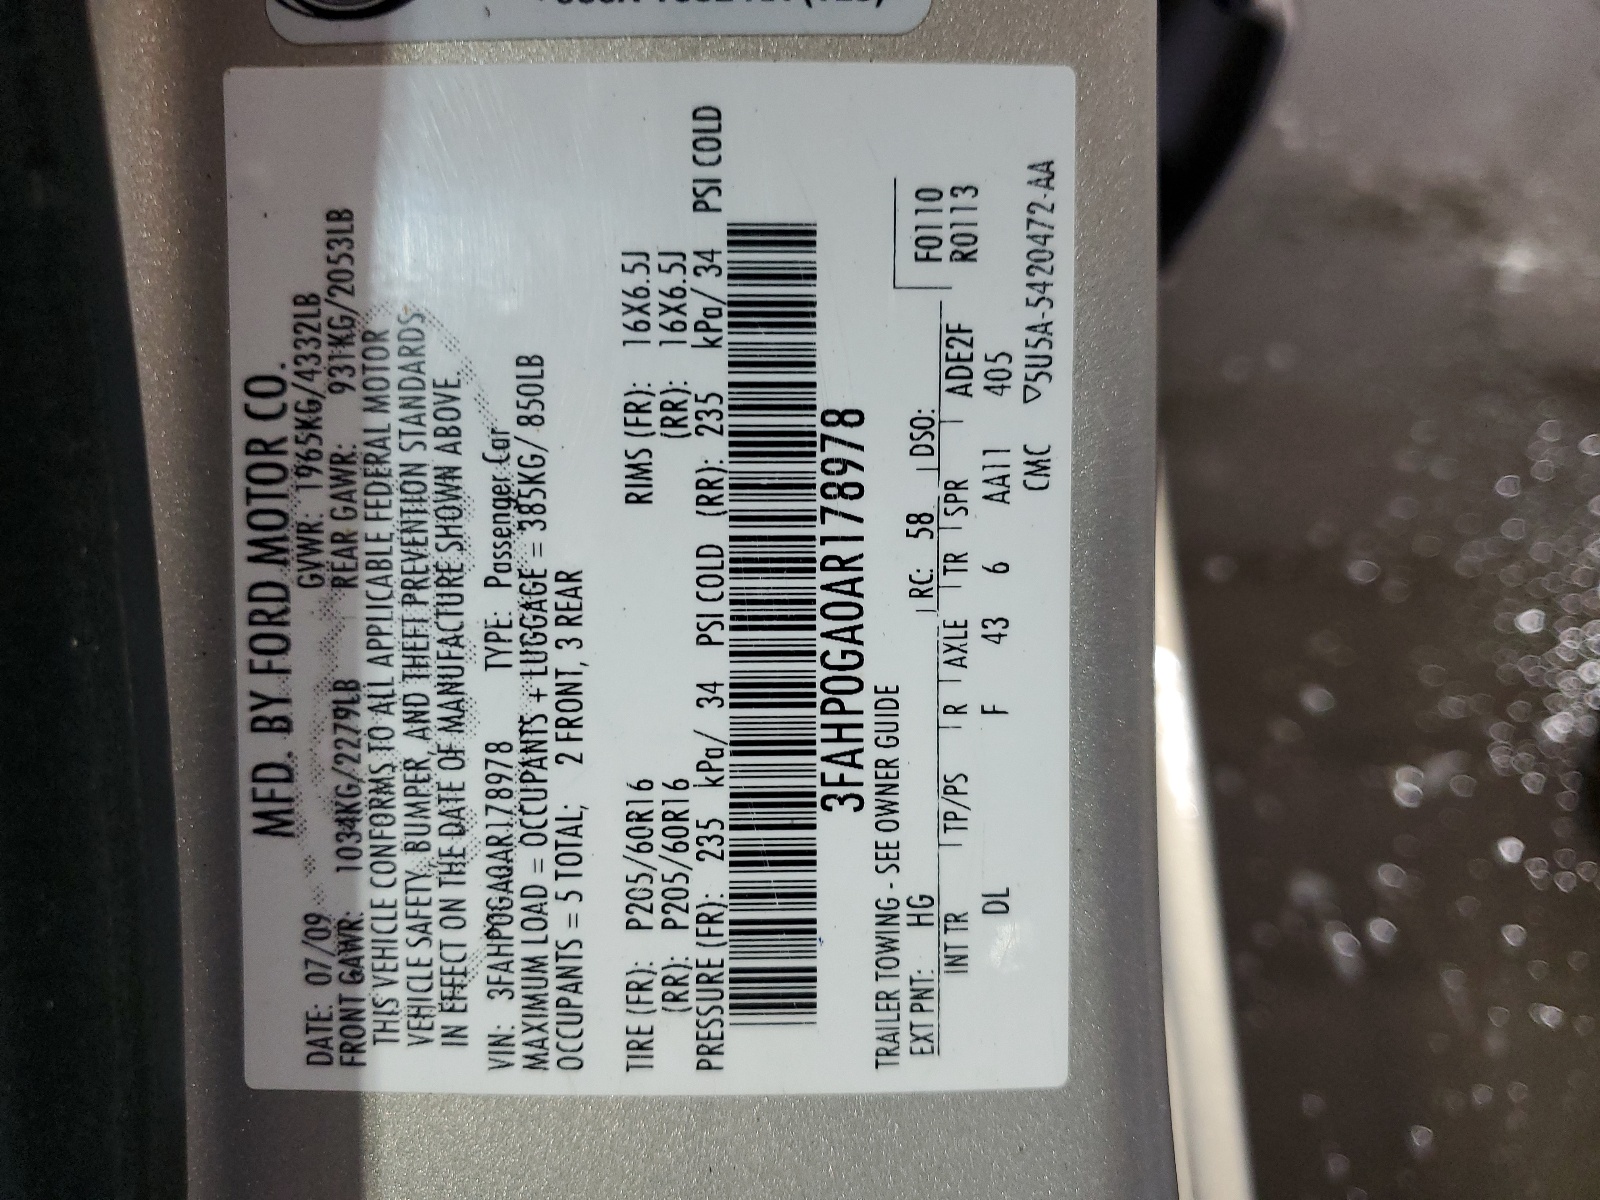 MFD. BY FORD MOTOR CO.
DATE: 07/09 GVWR: 1965KG/4332LB
FRONT GAWR: 1034KG/2279LB REAR GAWR: 931KG/2053LB
THIS VEHICLE CONFORMS TO ALL APPLICABLE FEDERAL MOTOR
VEHICLE SAFETY, BUMPER, AND THEFT PREVENTION STANDARDS
IN EFFECT ON THE DATE OF MANUFACTURE SHOWN ABOVE.
VIN: 3FAHP0GA0AR178978 TYPE: Passenger Car
MAXIMUM LOAD = OCCUPANTS + LUGGAGE = 385KG/ 850LB
OCCUPANTS = 5 TOTAL; 2 FRONT, 3 REAR
TIRE (FR): P205/60R16 RIMS (FR): 16X6.5J
(RR): P205/60R16 (RR): 16X6.5J
PRESSURE (FR): 235 kPa/ 34 PSI COLD (RR): 235 kPa/ 34 PSI COLD
3FAHP0GA0AR178978
TRAILER TOWING - SEE OWNER GUIDE
EXT PNT: HG RC: 58 DSO: F0110
R0113
INT TR TP/PS R AXLE TR SPR ADE2F
DL F 43 6 AA11 405
CMC ▽5U5A-5420472-AA